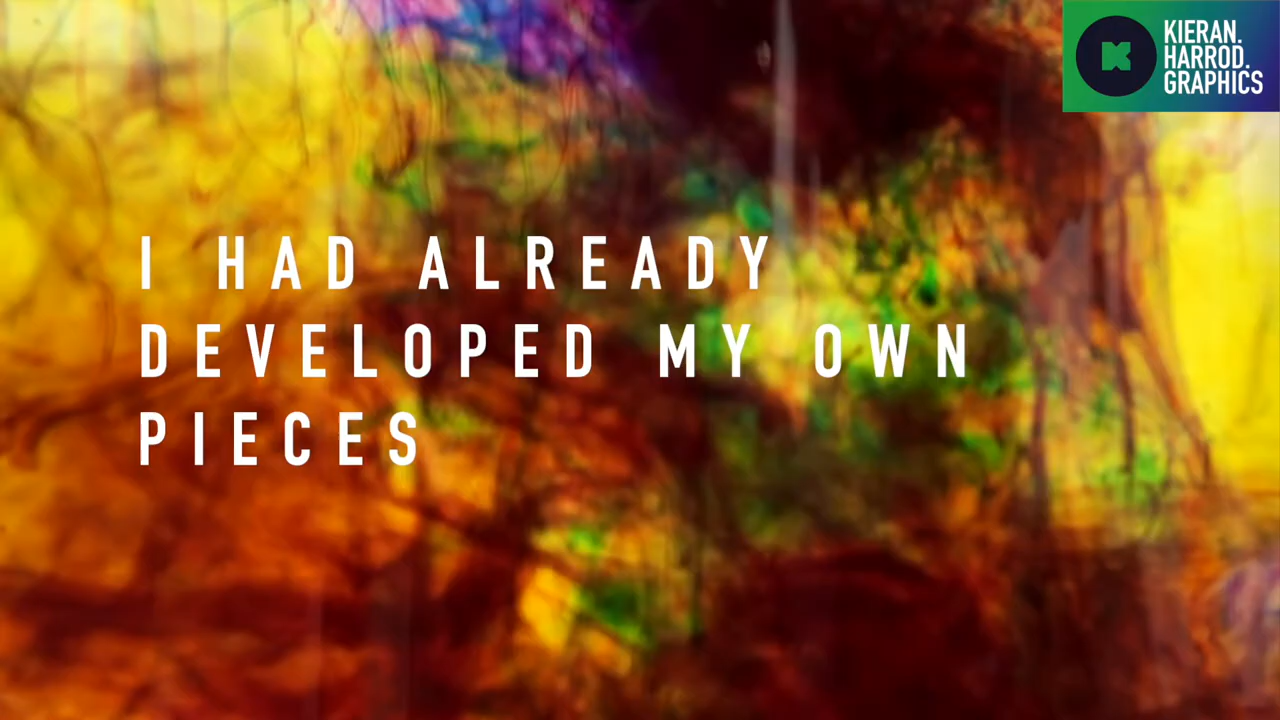 KIERAN.
HARROD.
GRAPHICS
I HAD ALREADY
DEVELOPED MY OWN
PIECES